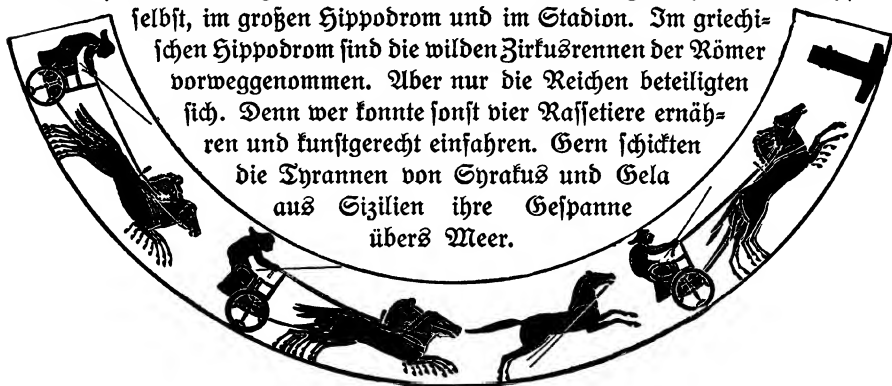 selbst, im großen Hippodrom und im Stadion. Im griechi-
schen Hippodrom sind die wilden Zirkusrennen der Römer
vorweggenommen. Aber nur die Reichen beteiligten
sich. Denn wer konnte sonst vier Rassetiere ernäh-
ren und kunstgerecht einfahren. Gern schickten
die Tyrannen von Syrakus und Gela
aus Sizilien ihre Gespanne
übers Meer.